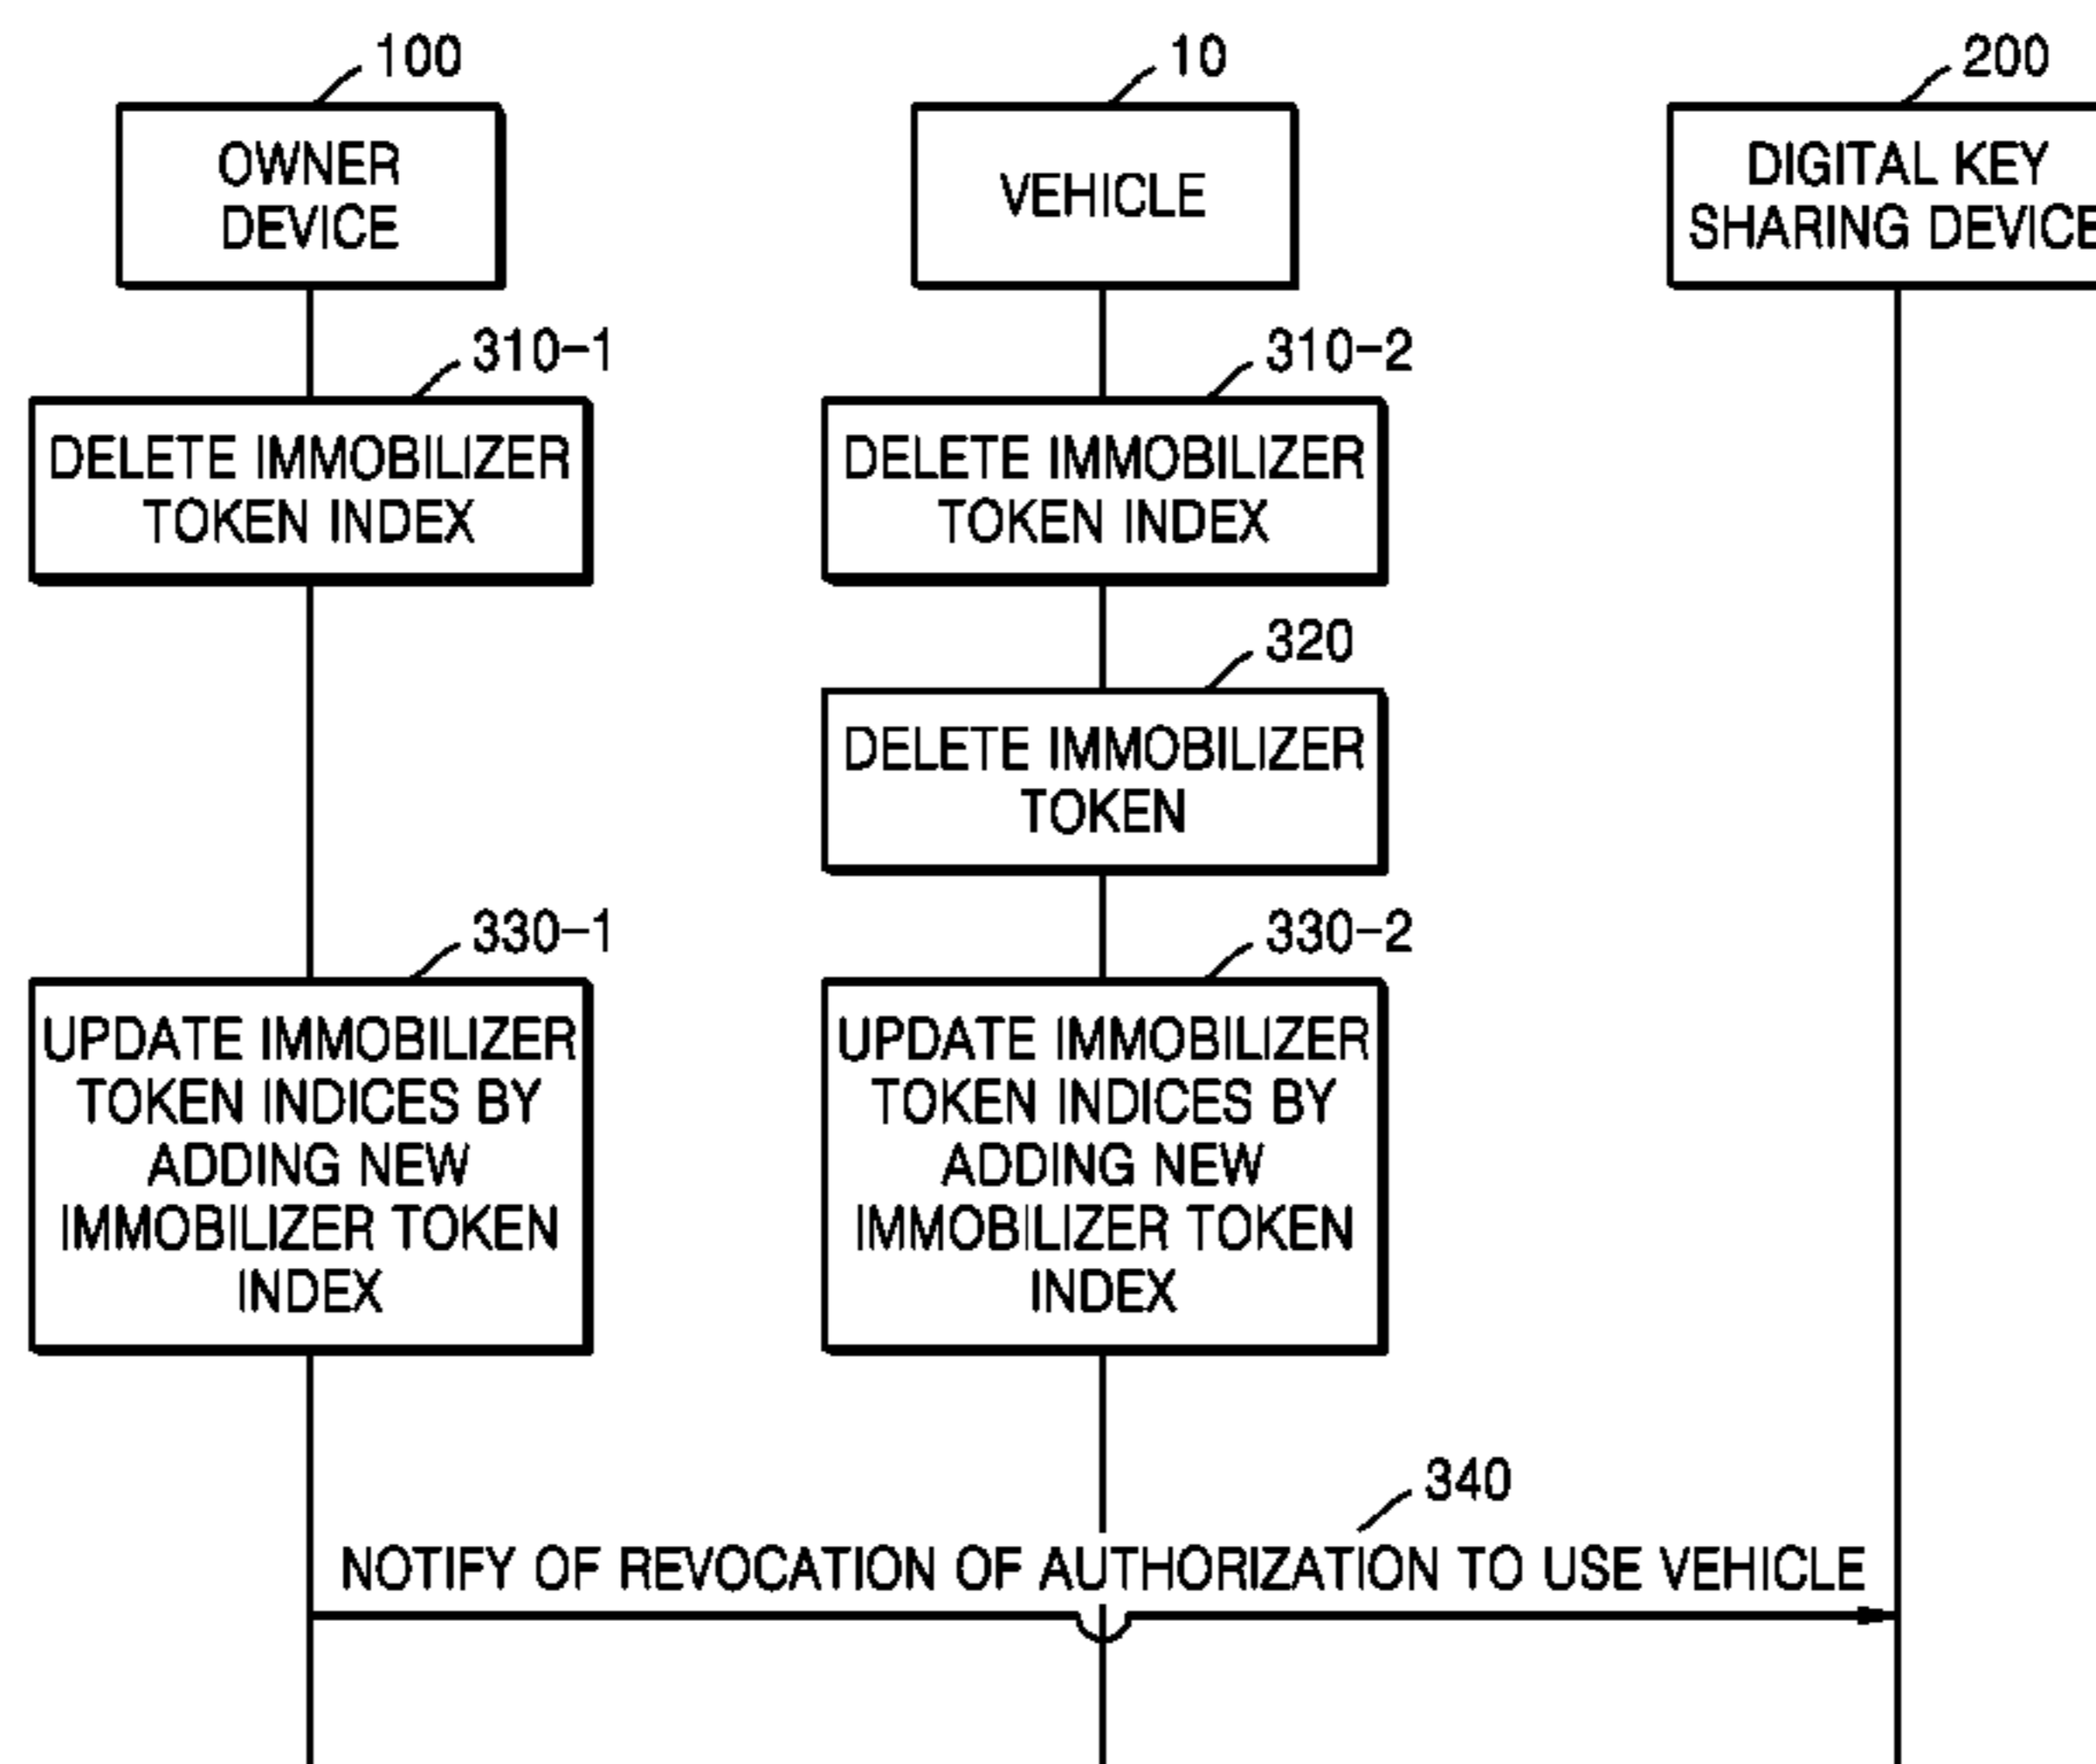 100
10
200
OWNER
DEVICE
VEHICLE
DIGITAL KEY
SHARING DEVICE
310-1
310-2
DELETE IMMOBILIZER
TOKEN INDEX
DELETE IMMOBILIZER
TOKEN INDEX
320
DELETE IMMOBILIZER
TOKEN
330-1
330-2
UPDATE IMMOBILIZER
TOKEN INDICES BY
ADDING NEW
IMMOBILIZER TOKEN
INDEX
UPDATE IMMOBILIZER
TOKEN INDICES BY
ADDING NEW
IMMOBILIZER TOKEN
INDEX
340
NOTIFY OF REVOCATION OF AUTHORIZATION TO USE VEHICLE